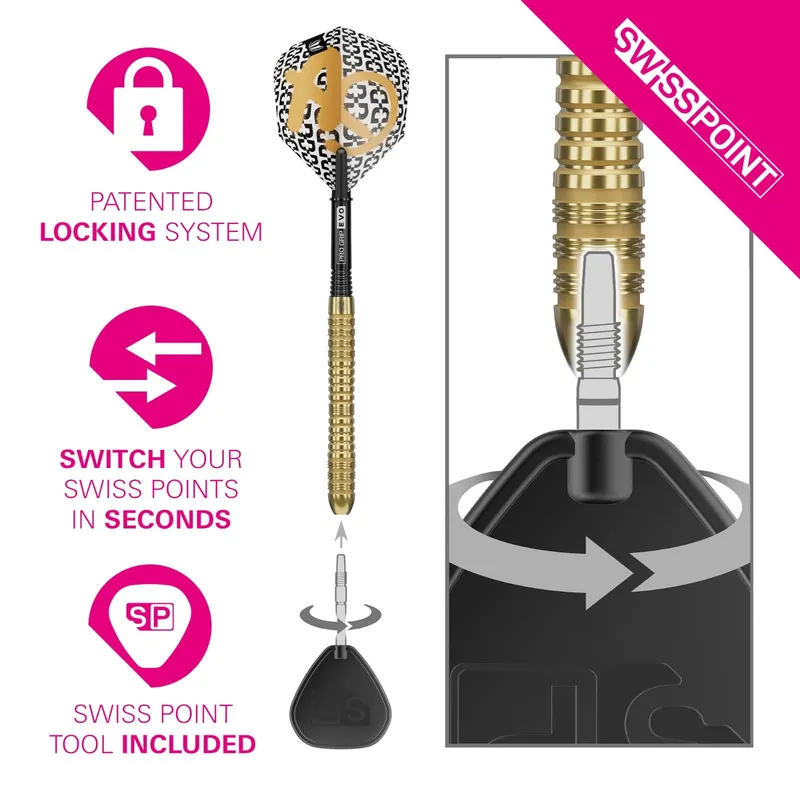 SWISSPOINT
PATENTED
LOCKING SYSTEM
PRO GRIP EVO
SWITCH YOUR
SWISS POINTS
IN SECONDS
SP
SWISS POINT
TOOL INCLUDED